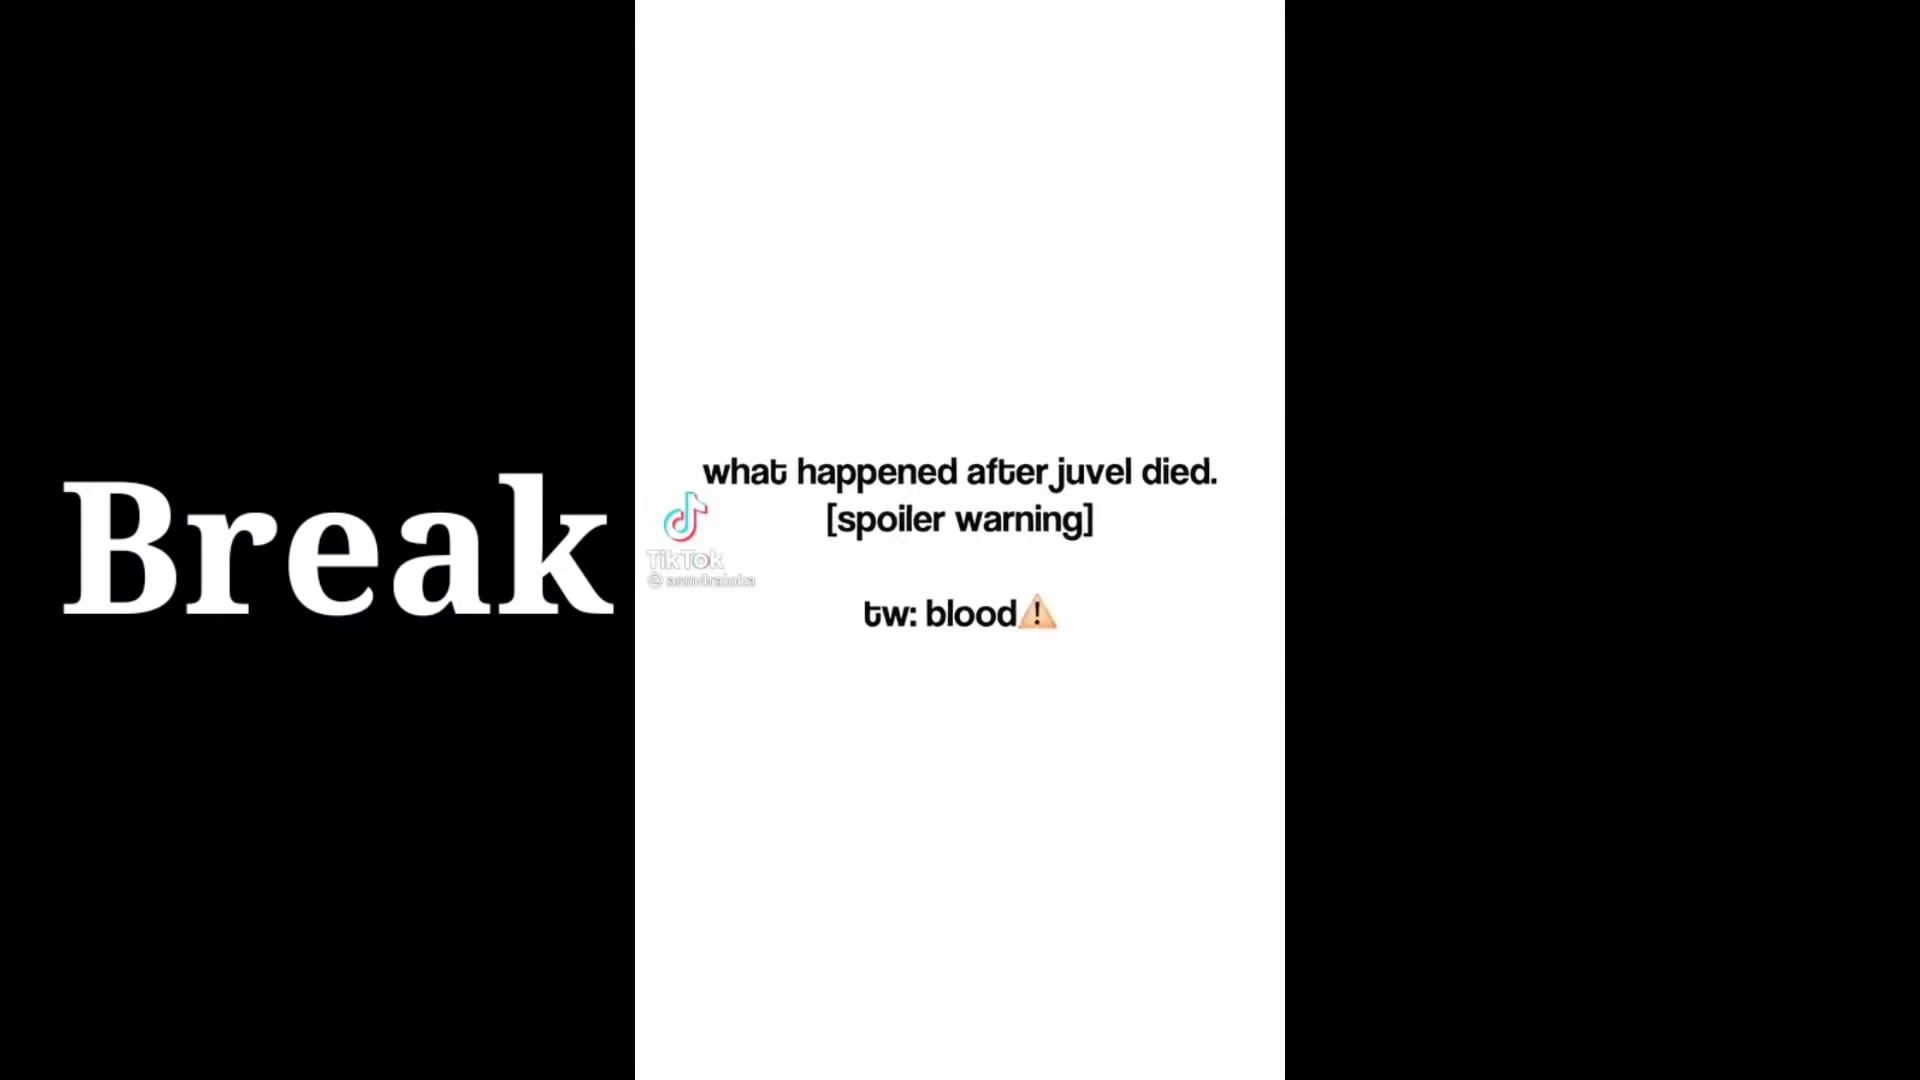 Break
what happened after juvel died.
[spoiler warning]
TikTok
tw: blood⚠️